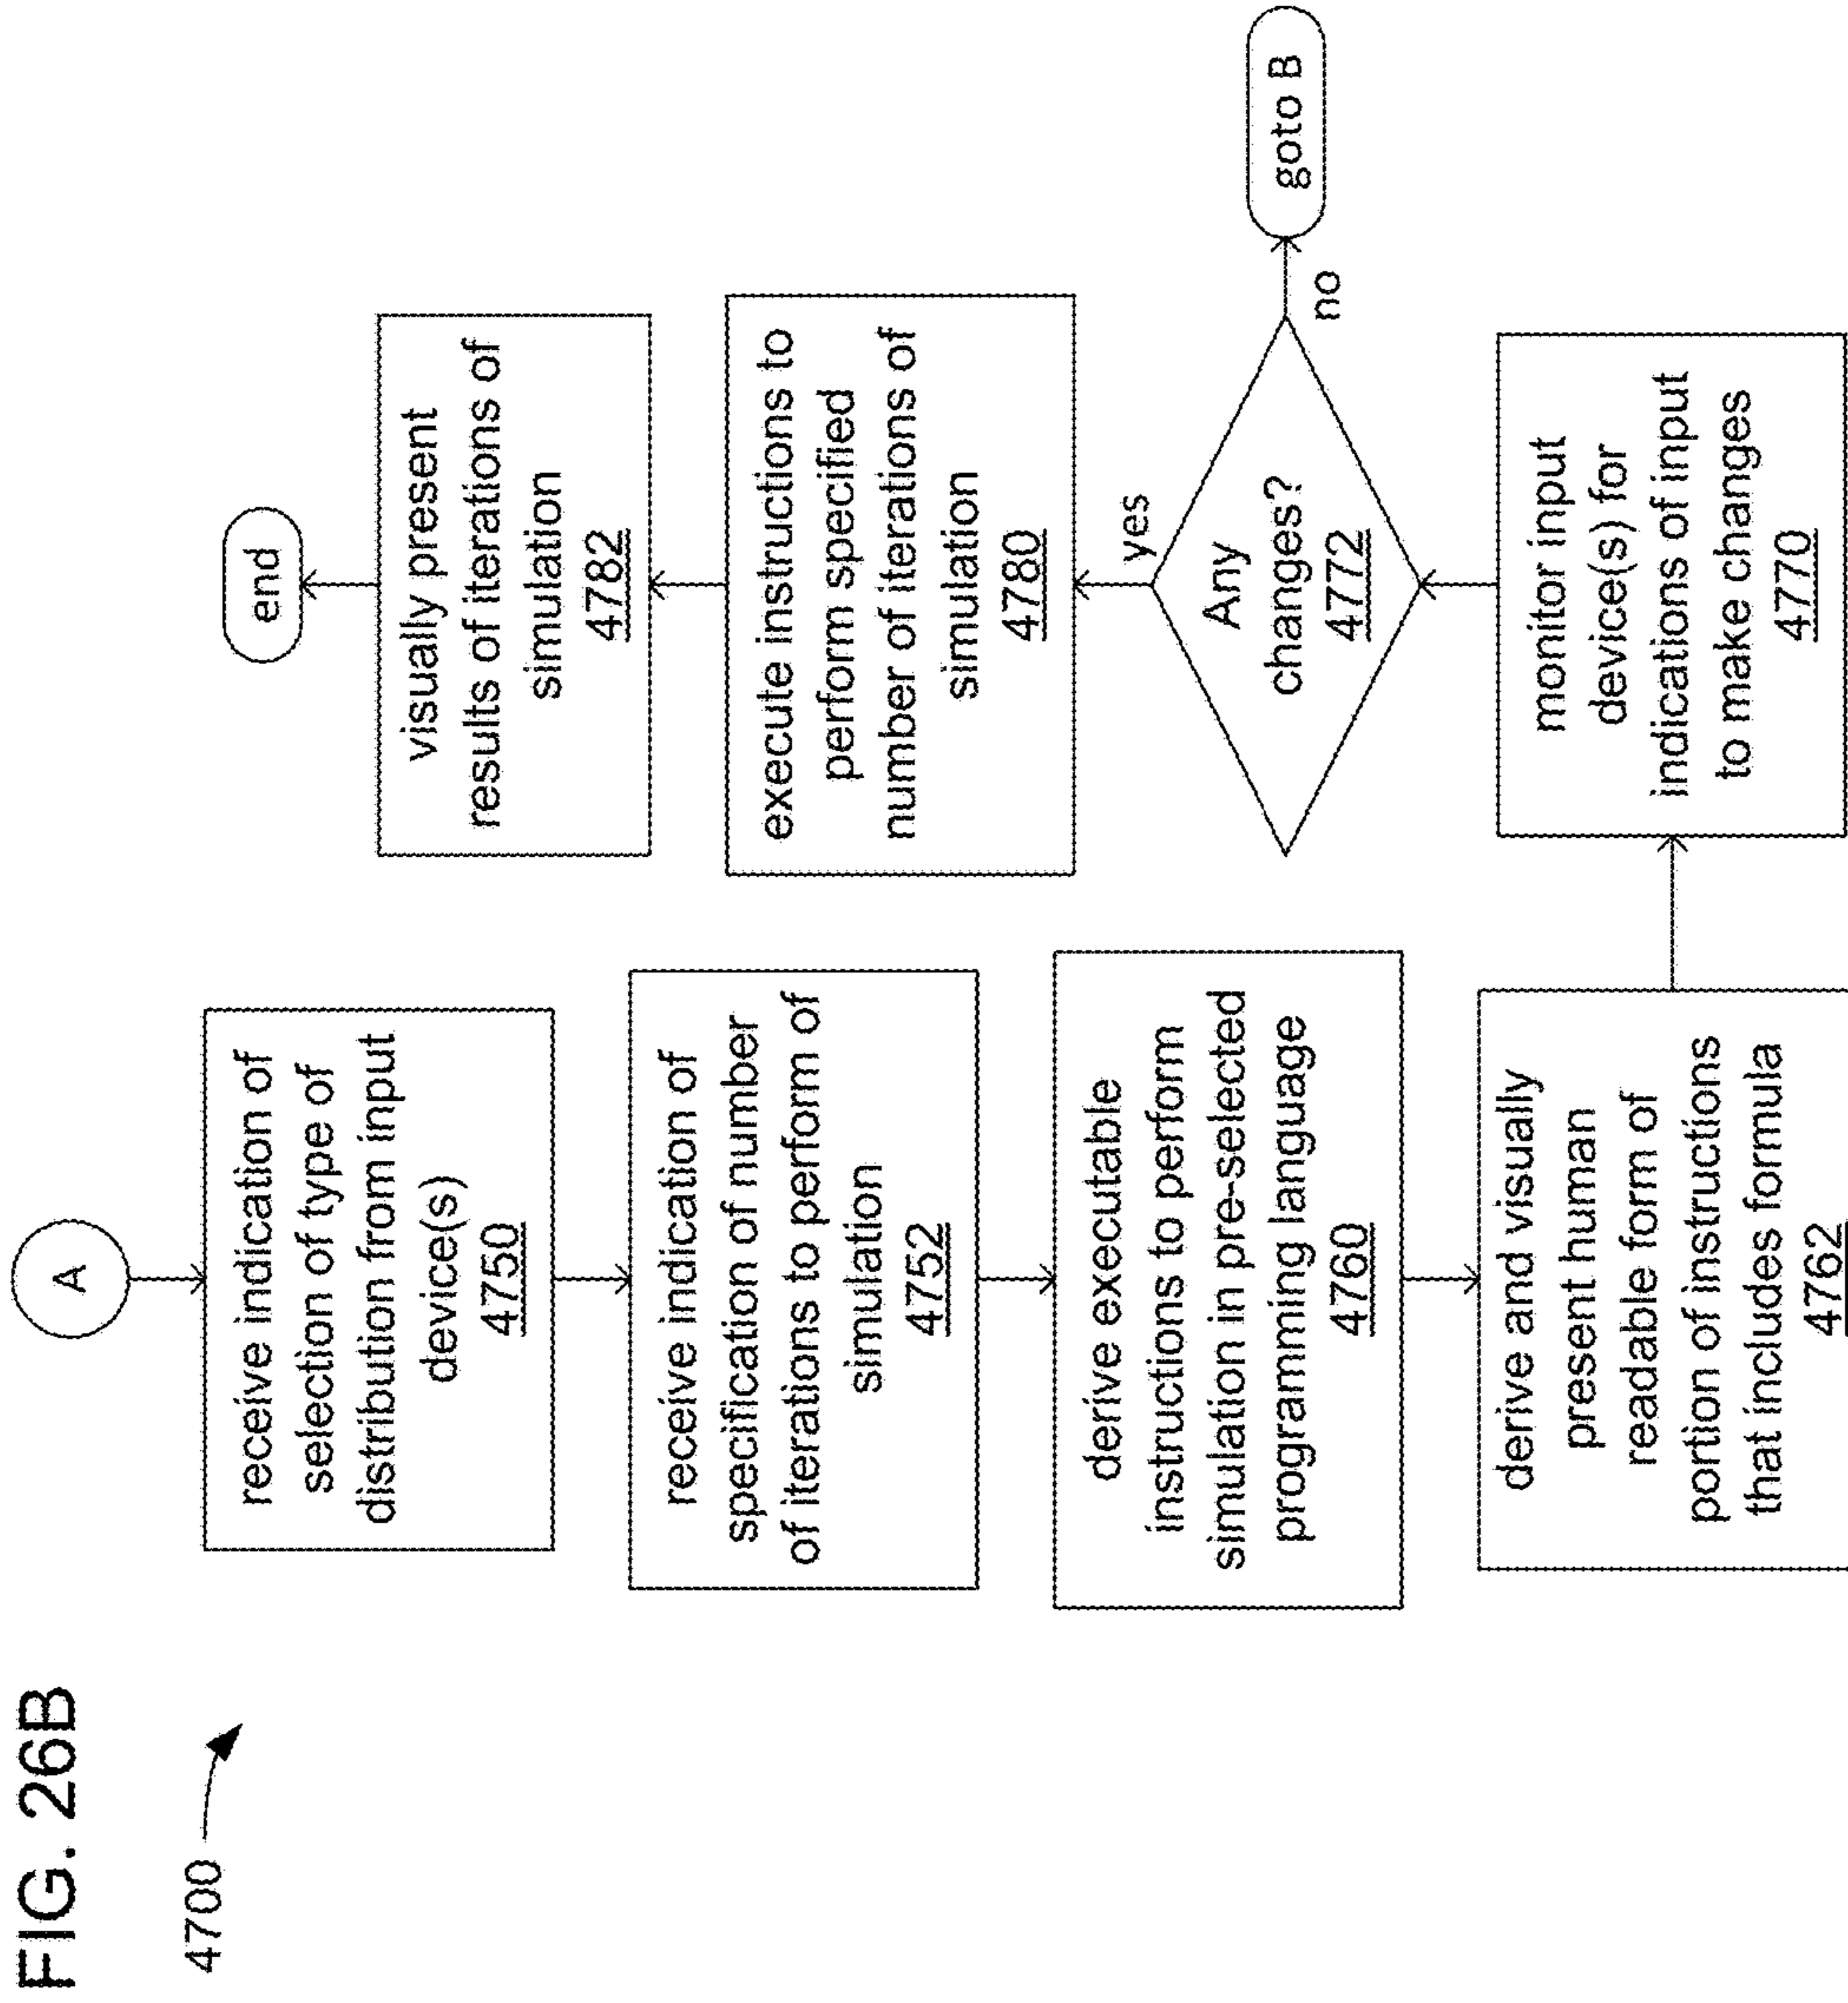 FIG. 26B
4700
A
receive indication of
selection of type of
distribution from input
device(s)
4750
receive indication of
specification of number
of iterations to perform of
simulation
4752
derive executable
instructions to perform
simulation in pre-selected
programming language
4760
derive and visually
present human
readable form of
portion of instructions
that includes formula
4762
end
visually present
results of iterations of
simulation
4782
execute instructions to
perform specified
number of iterations of
simulation
4780
yes
Any
changes?
4772
no
goto B
monitor input
device(s) for
indications of input
to make changes
4770